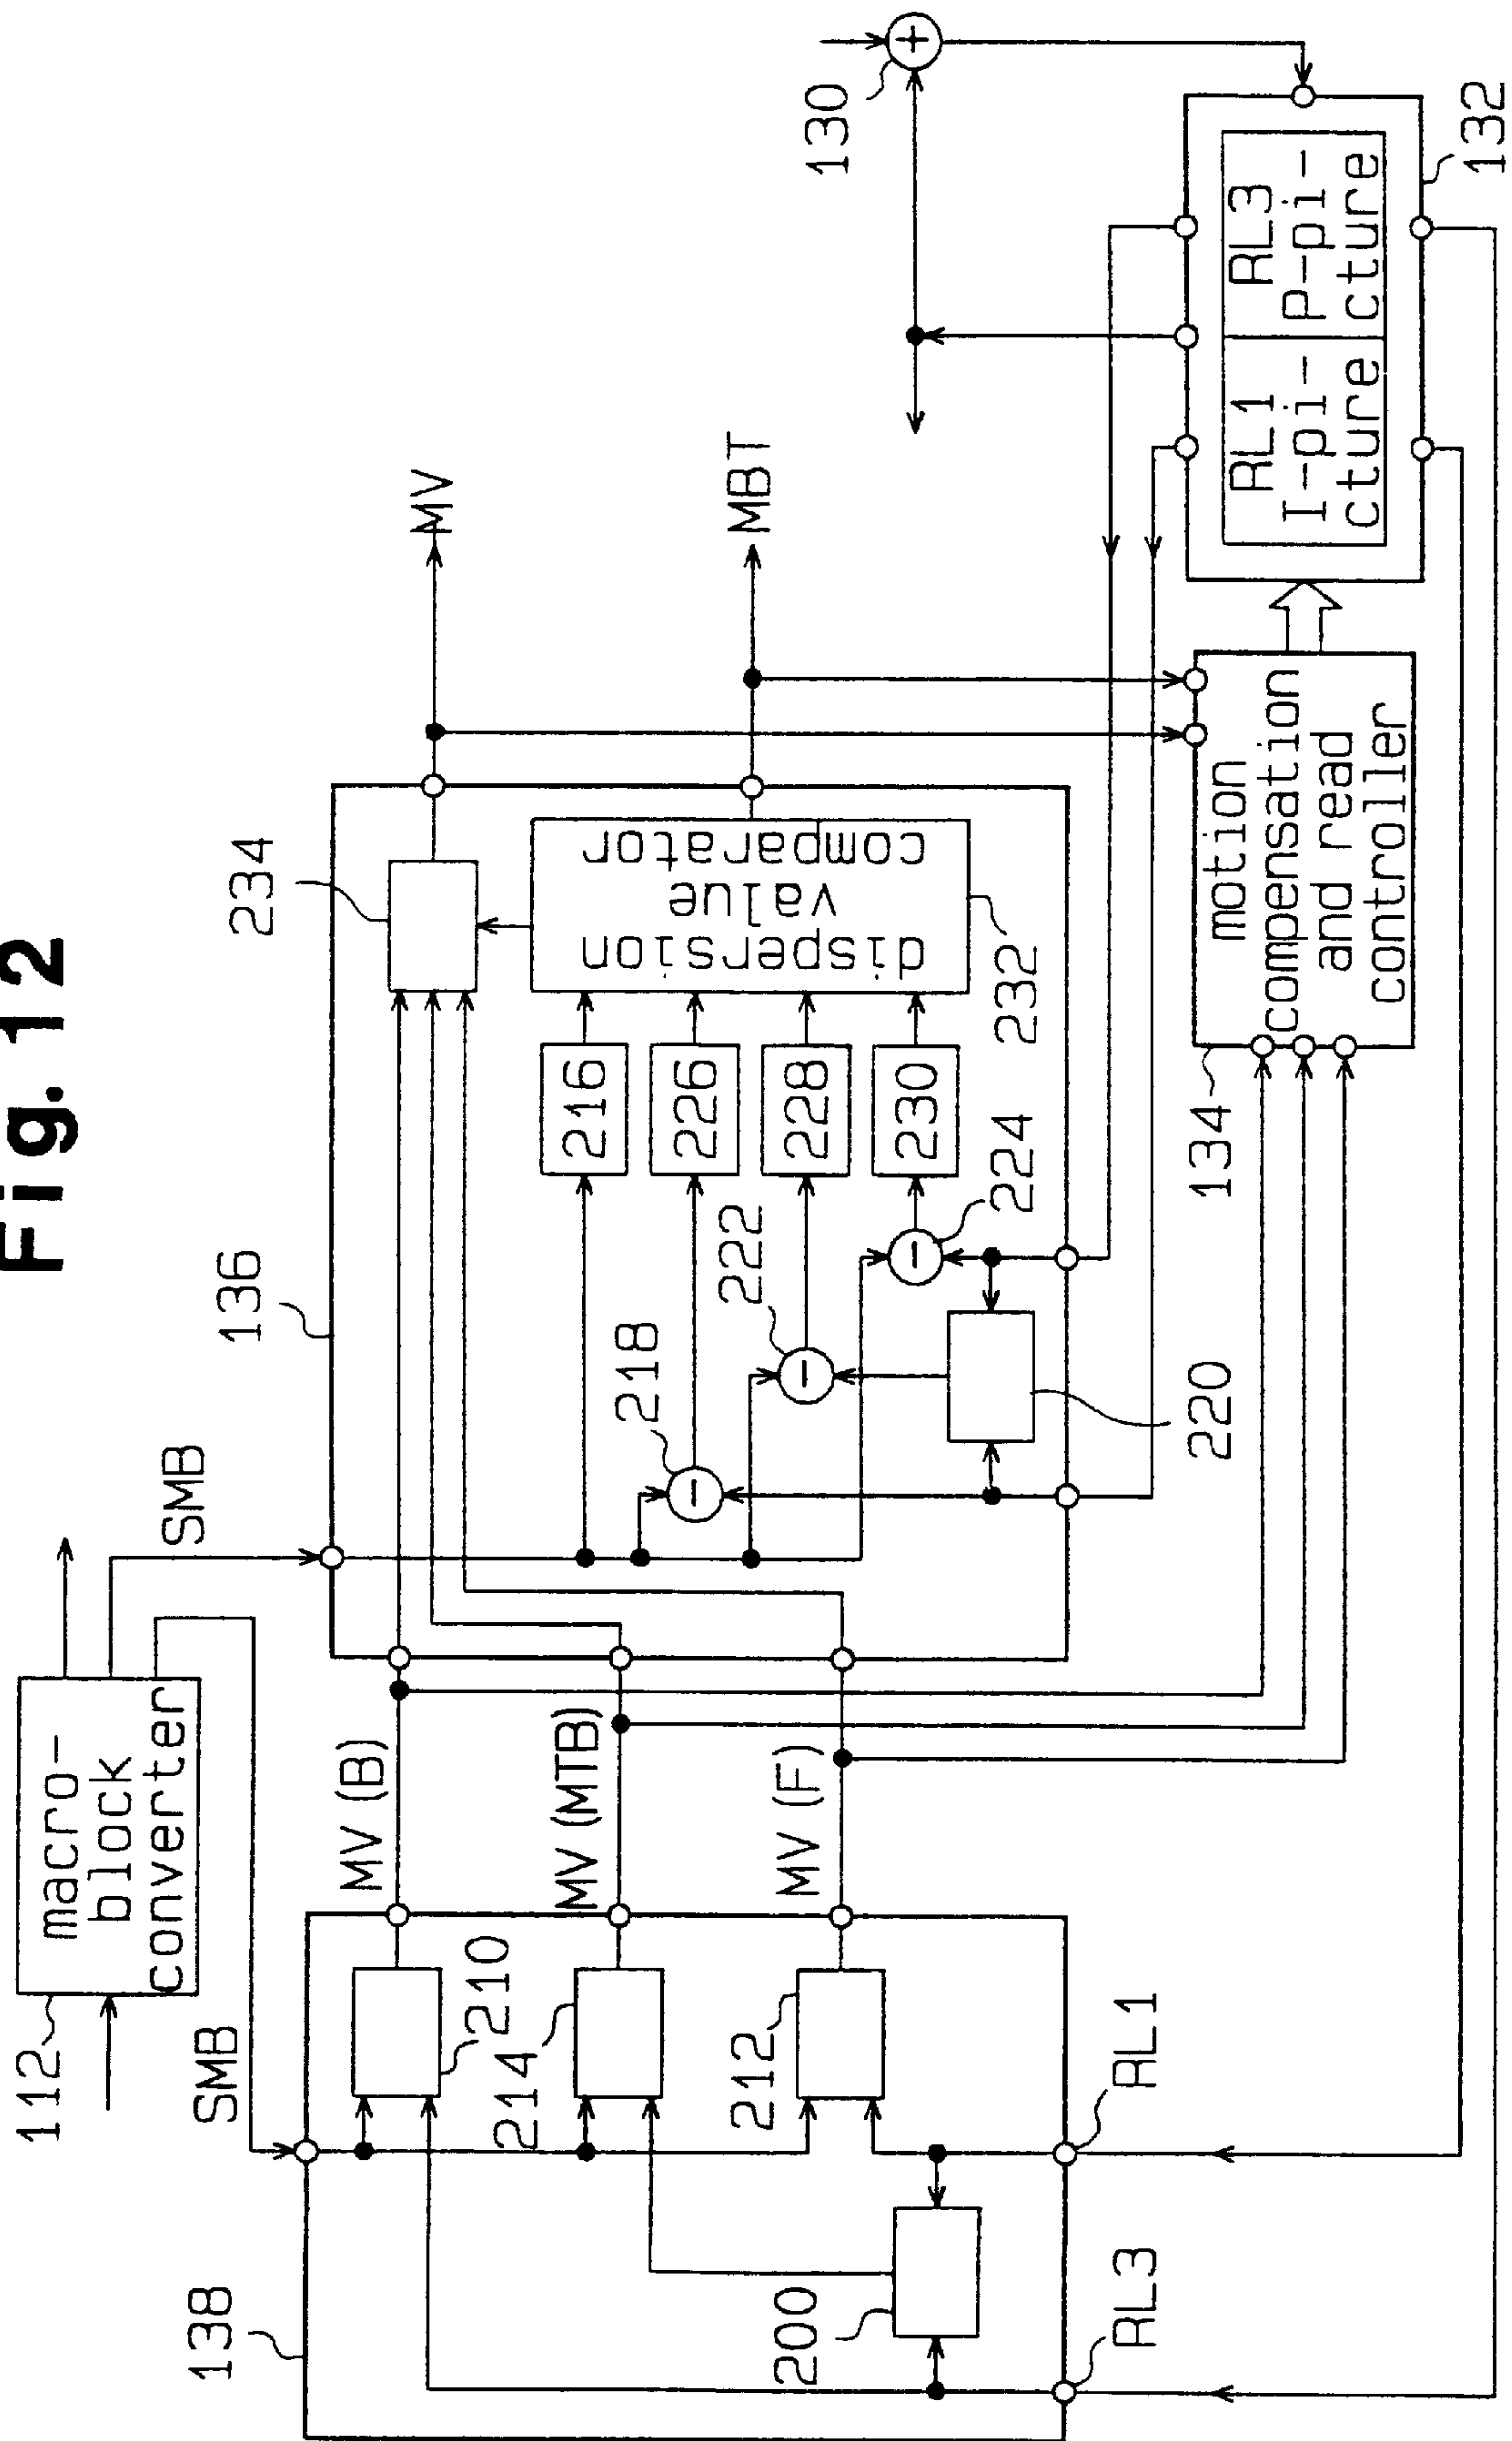 Fig. 12
112
macro-
block
converter
SMB
SMB
138
136
234
MV
MV (B)
210
MV (MTB)
214
MV (F)
212
200
RL3
RL1
218
222
224
220
216
226
228
230
dispersion
value
comparator
232
MBT
130
134
motion
compensation
and read
controller
RL1
I-pi-
cture
RL3
P-pi-
cture
132